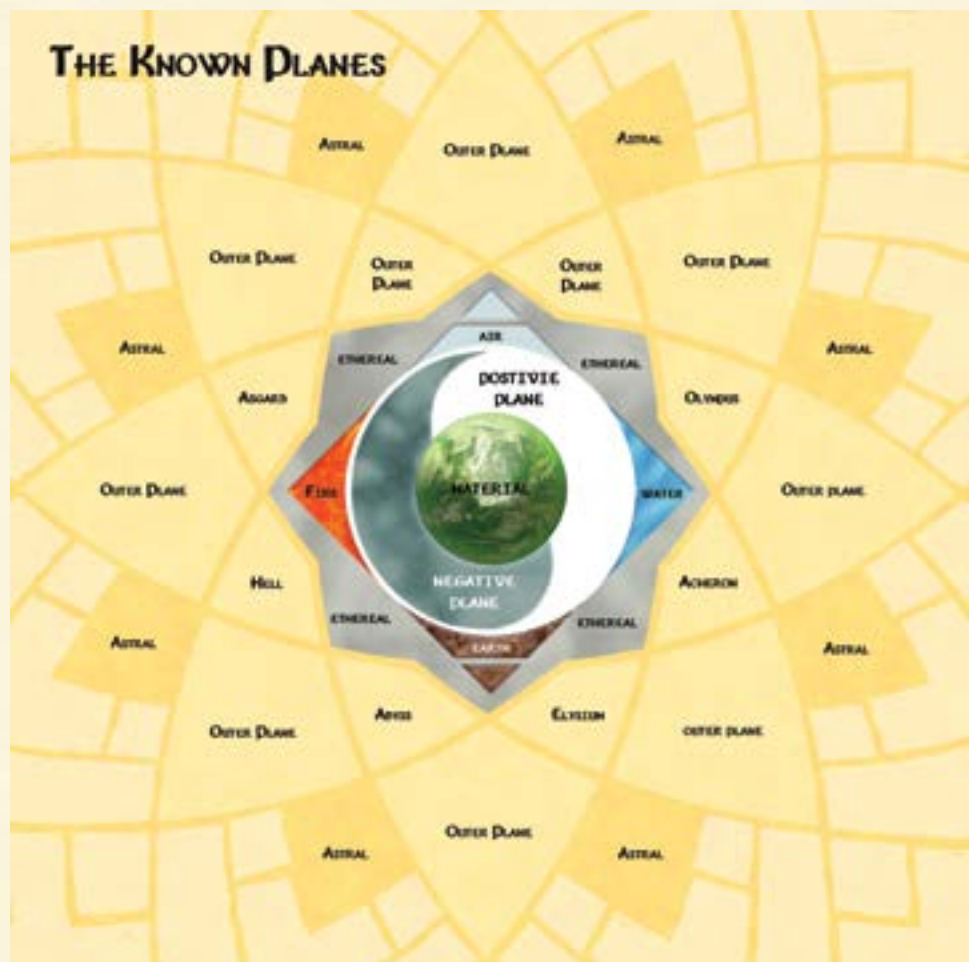 The Known Planes
Astral
Outer Plane
Astral
Outer Plane
Outer
Plane
Outer
Plane
Outer Plane
Astral
ethereal
Air
ethereal
Astral
Asgard
Postivie
Plane
Olympus
Outer Plane
Fire
Material
Water
Outer plane
Hell
Negative
Plane
Acheron
Astral
ethereal
Earth
ethereal
Astral
Outer Plane
Abyss
Elysium
outer plane
Astral
Outer Plane
Astral